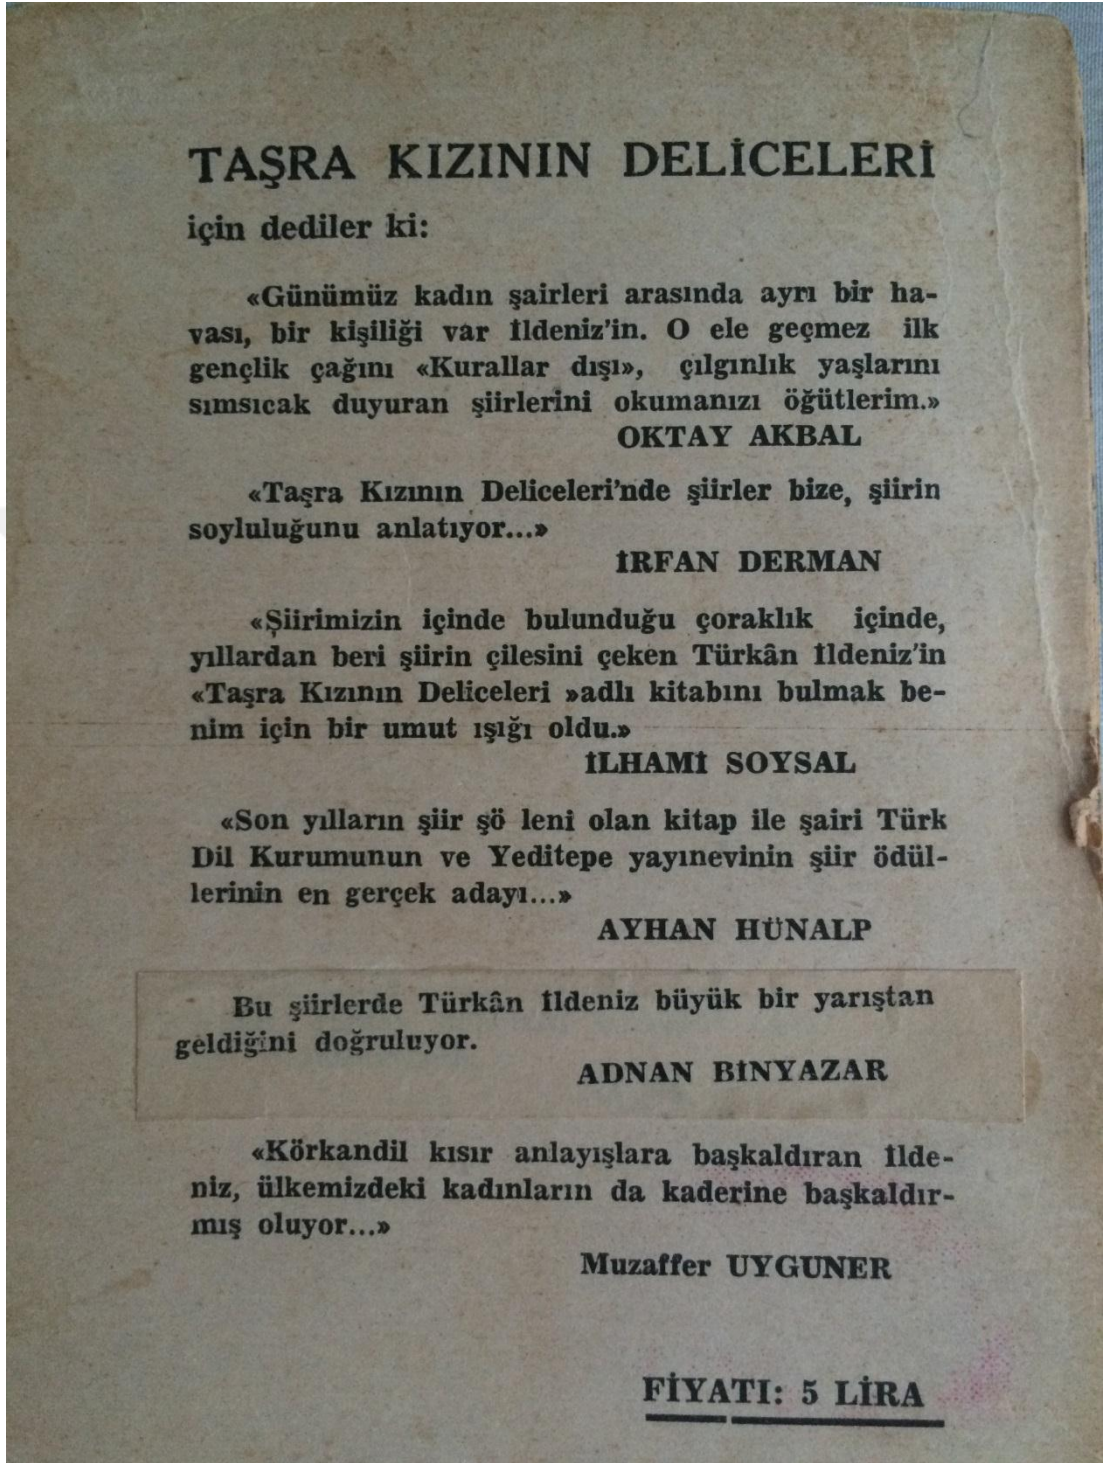 TAŞRA KIZININ DELİCELERİ
için dediler ki:
«Günümüz kadın şairleri arasında ayrı bir ha-
vası, bir kişiliği var İldeniz'in. O ele geçmez ilk
gençlik çağını «Kurallar dışı», çılgınlık yaşlarını
sımsıcak duyuran şiirlerini okumanızı öğütlerim.»
OKTAY AKBAL
«Taşra Kızının Deliceleri'nde şiirler bize, şiirin
soyluluğunu anlatıyor...»
İRFAN DERMAN
«Şiirimizin içinde bulunduğu çoraklık içinde,
yıllardan beri şiirin çilesini çeken Türkân İldeniz'in
«Taşra Kızının Deliceleri »adlı kitabını bulmak be-
nim için bir umut ışığı oldu.»
İLHAMİ SOYSAL
«Son yılların şiir şö leni olan kitap ile şairi Türk
Dil Kurumunun ve Yeditepe yayınevinin şiir ödül-
lerinin en gerçek adayı...»
AYHAN HÜNALP
Bu şiirlerde Türkân İldeniz büyük bir yarıştan
geldiğini doğruluyor.
ADNAN BİNYAZAR
«Körkandil kısır anlayışlara başkaldıran İlde-
niz, ülkemizdeki kadınların da kaderine başkaldır-
mış oluyor...»
Muzaffer UYGUNER
FİYATI: 5 LİRA